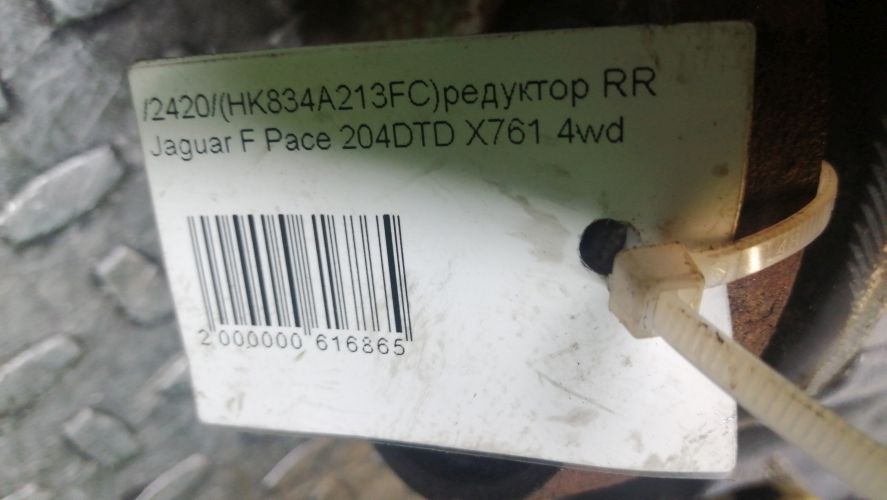 /2420/(HK834A213FC)редуктор RR
Jaguar F Pace 204DTD X761 4wd
2 000000 616865